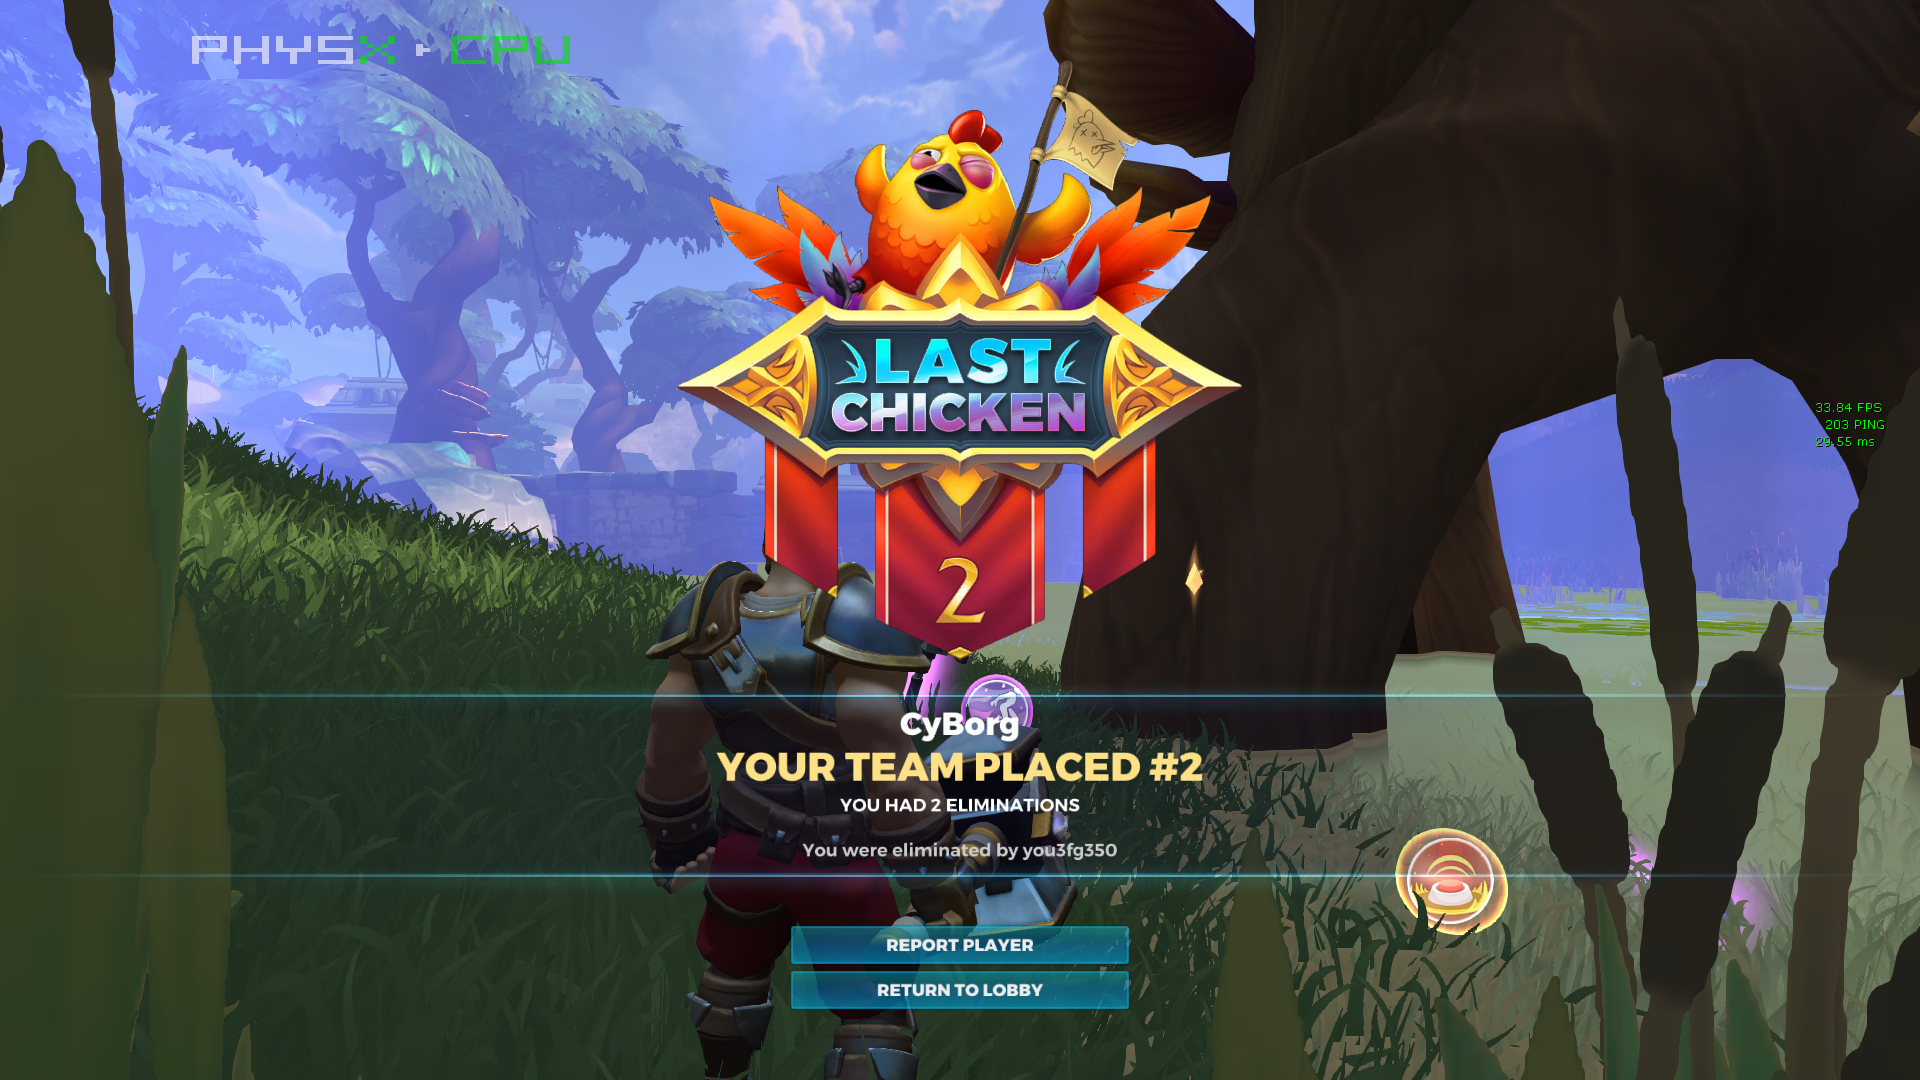 PHYSX CPU
LAST
CHICKEN
33.84 FPS
203 PING
29.55 ms
2
CyBorg
YOUR TEAM PLACED #2
YOU HAD 2 ELIMINATIONS
You were eliminated by you3fg350
REPORT PLAYER
RETURN TO LOBBY